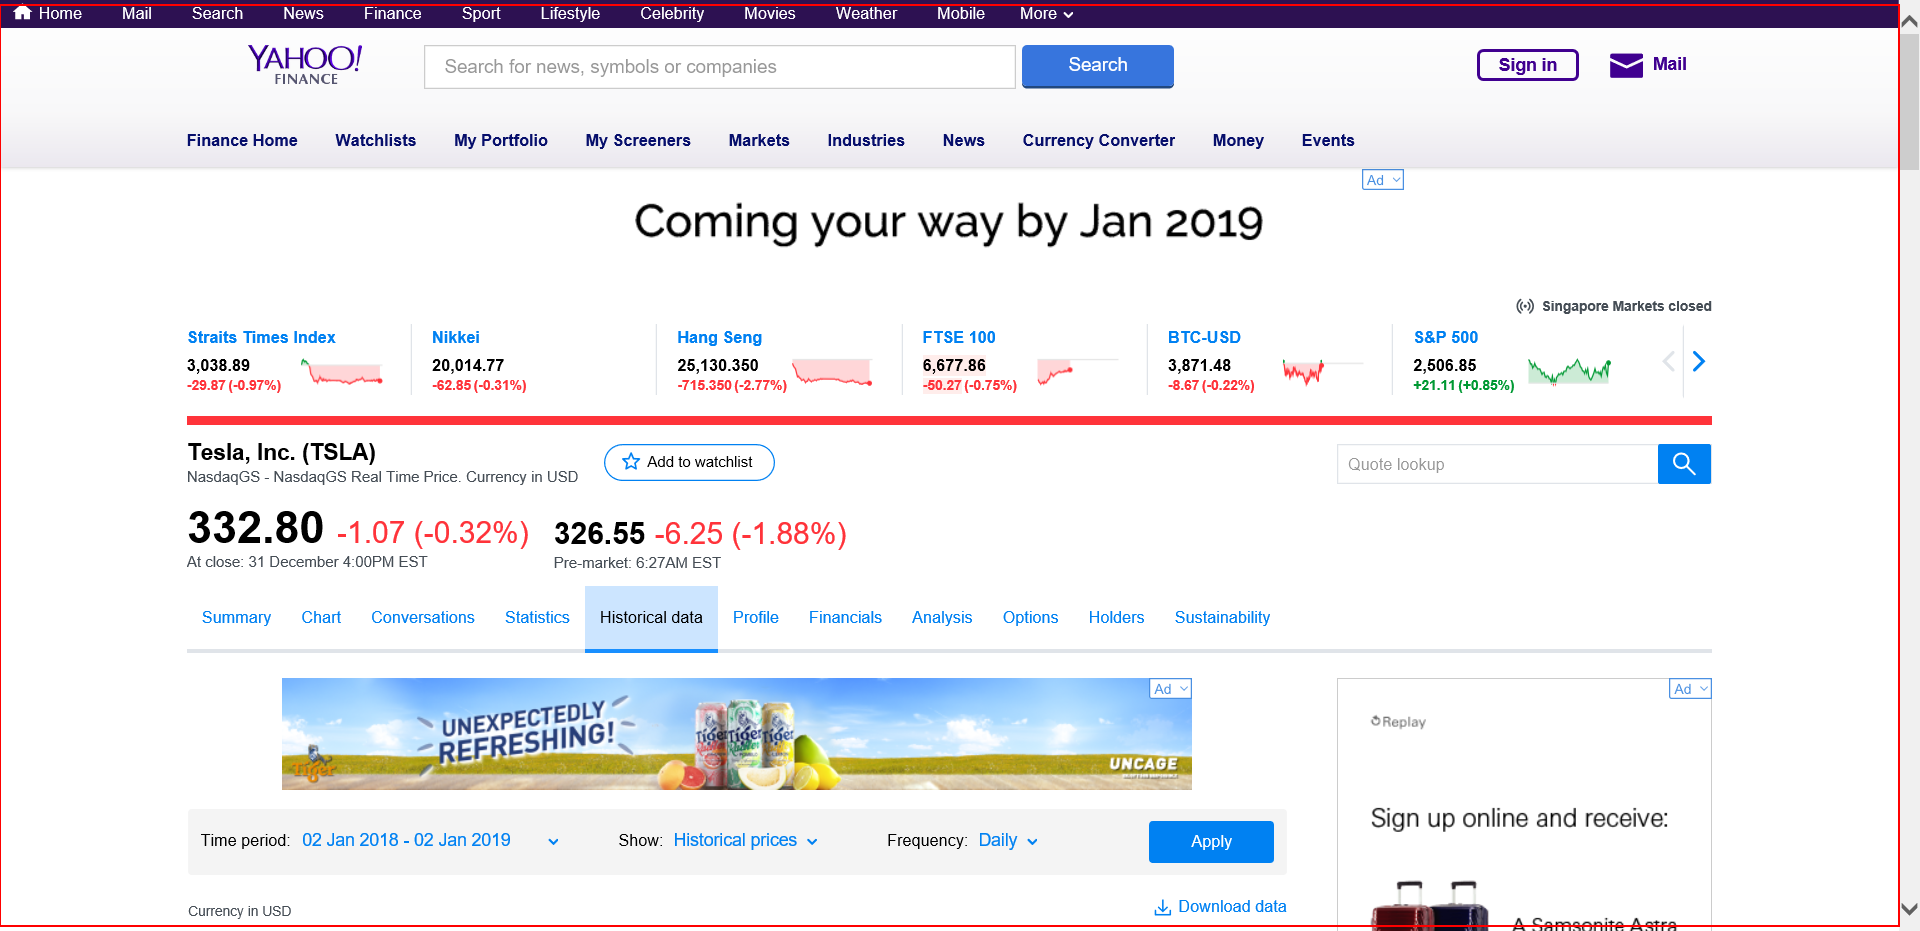 Home Mail Search News Finance Sport Lifestyle Celebrity Movies Weather Mobile More
YAHOO!
FINANCE
Search for news, symbols or companies
Search
Sign in
Mail
Finance Home Watchlists My Portfolio My Screeners Markets Industries News Currency Converter Money Events
Ad
Coming your way by Jan 2019
Singapore Markets closed
Straits Times Index
3,038.89
-29.87 (-0.97%)
Nikkei
20,014.77
-62.85 (-0.31%)
Hang Seng
25,130.350
-715.350 (-2.77%)
FTSE 100
6,677.86
-50.27 (-0.75%)
BTC-USD
3,871.48
-8.67 (-0.22%)
S&P 500
2,506.85
+21.11 (+0.85%)
Tesla, Inc. (TSLA)
NasdaqGS - NasdaqGS Real Time Price. Currency in USD
Add to watchlist
Quote lookup
332.80 -1.07 (-0.32%)
At close: 31 December 4:00PM EST
326.55 -6.25 (-1.88%)
Pre-market: 6:27AM EST
Summary Chart Conversations Statistics Historical data Profile Financials Analysis Options Holders Sustainability
Ad
UNEXPECTEDLY
REFRESHING!
Tiger
Tiger
Tiger
Tiger
UNCAGE
Ad
Replay
Sign up online and receive:
A Samsonite Astra
Time period: 02 Jan 2018 - 02 Jan 2019 Show: Historical prices Frequency: Daily Apply
Currency in USD
Download data